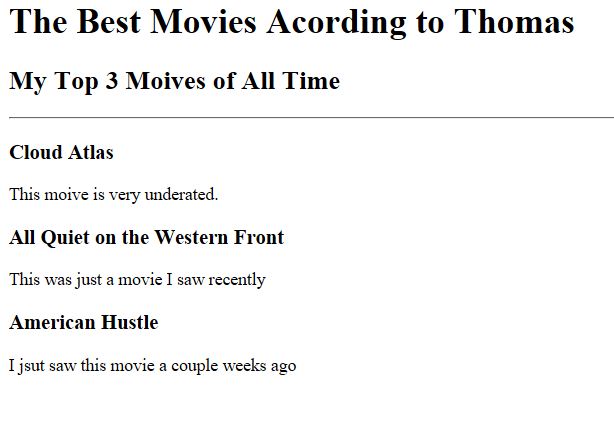 The Best Movies Acording to Thomas
My Top 3 Moives of All Time
Cloud Atlas
This moive is very underated.
All Quiet on the Western Front
This was just a movie I saw recently
American Hustle
I jsut saw this movie a couple weeks ago